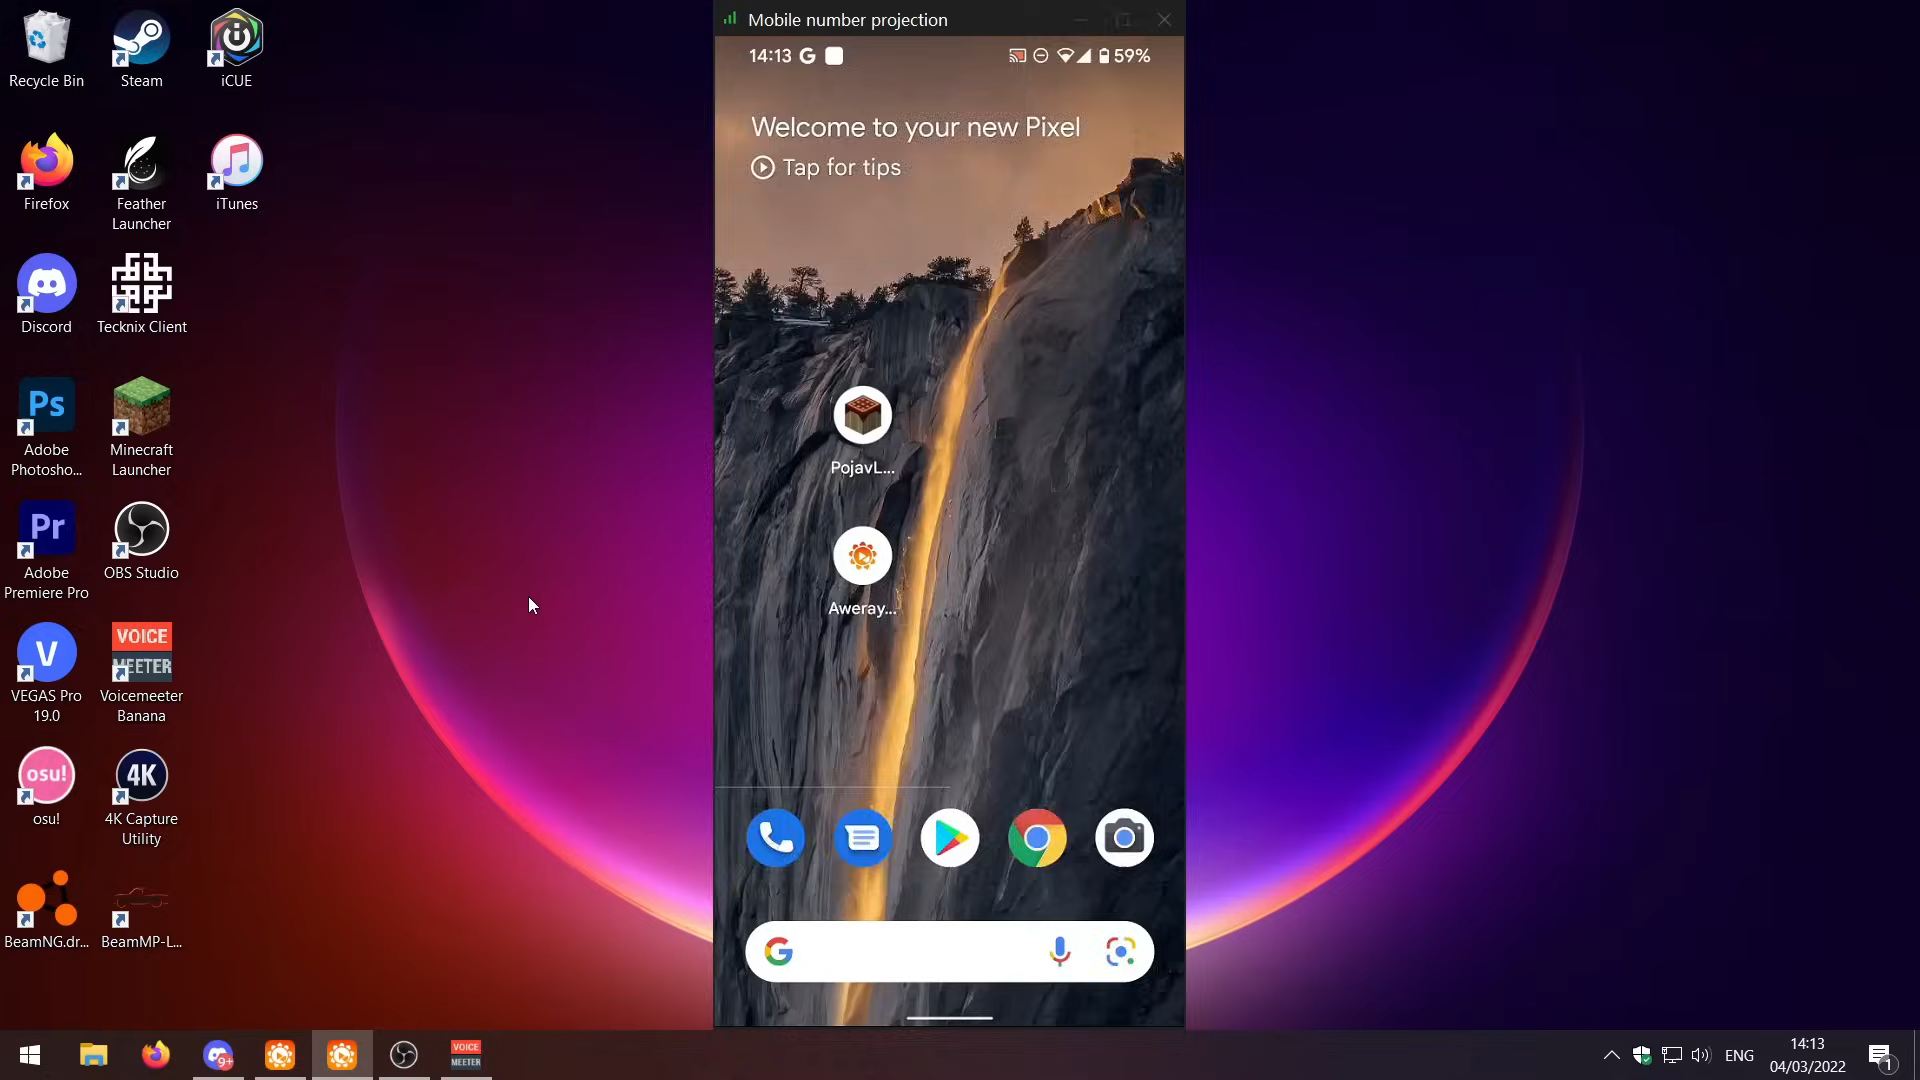 Recycle Bin
Steam
iCUE
Firefox
Feather
Launcher
iTunes
Discord
Tecknix Client
Ps
Adobe
Photosho...
Minecraft
Launcher
Pr
Adobe
Premiere Pro
OBS Studio
V
VEGAS Pro
19.0
VOICE
MEETER
Voicemeeter
Banana
osu!
osu!
4K
4K Capture
Utility
BeamNG.dr...
BeamMP-L...
Mobile number projection
14:13
59%
Welcome to your new Pixel
Tap for tips
PojavL...
Aweray...
9+
VOICE
MEETER
ENG
14:13
04/03/2022
1